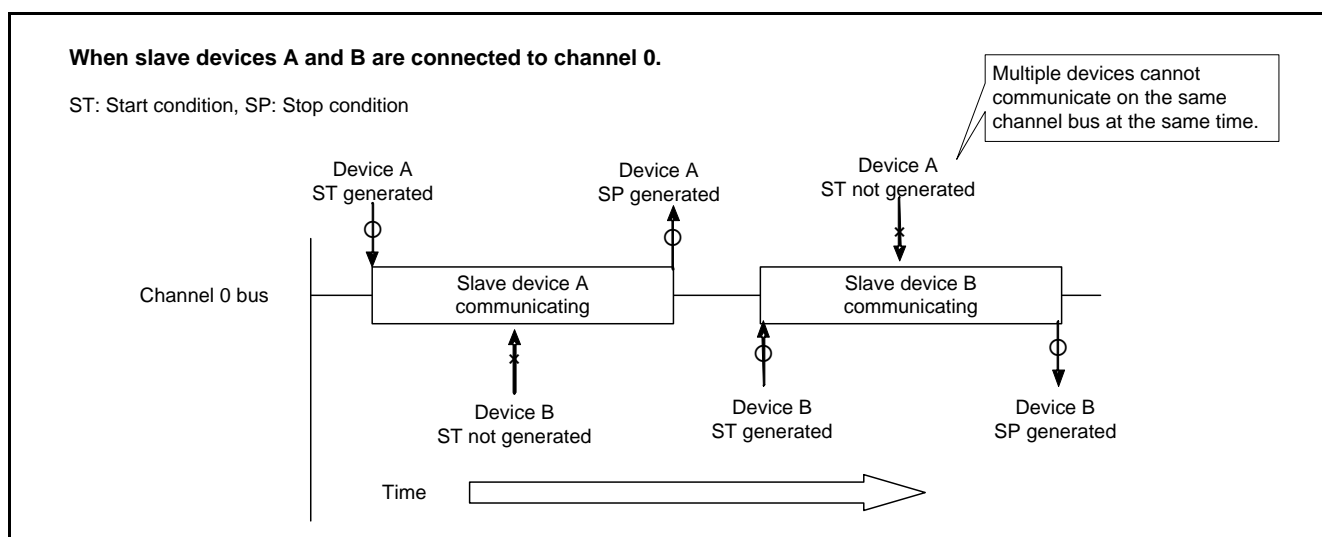 When slave devices A and B are connected to channel 0.
ST: Start condition, SP: Stop condition
Multiple devices cannot
communicate on the same
channel bus at the same time.
Device A
ST generated
Device A
SP generated
Device A
ST not generated
Channel 0 bus
Slave device A
communicating
Slave device B
communicating
Device B
ST not generated
Device B
ST generated
Device B
SP generated
Time